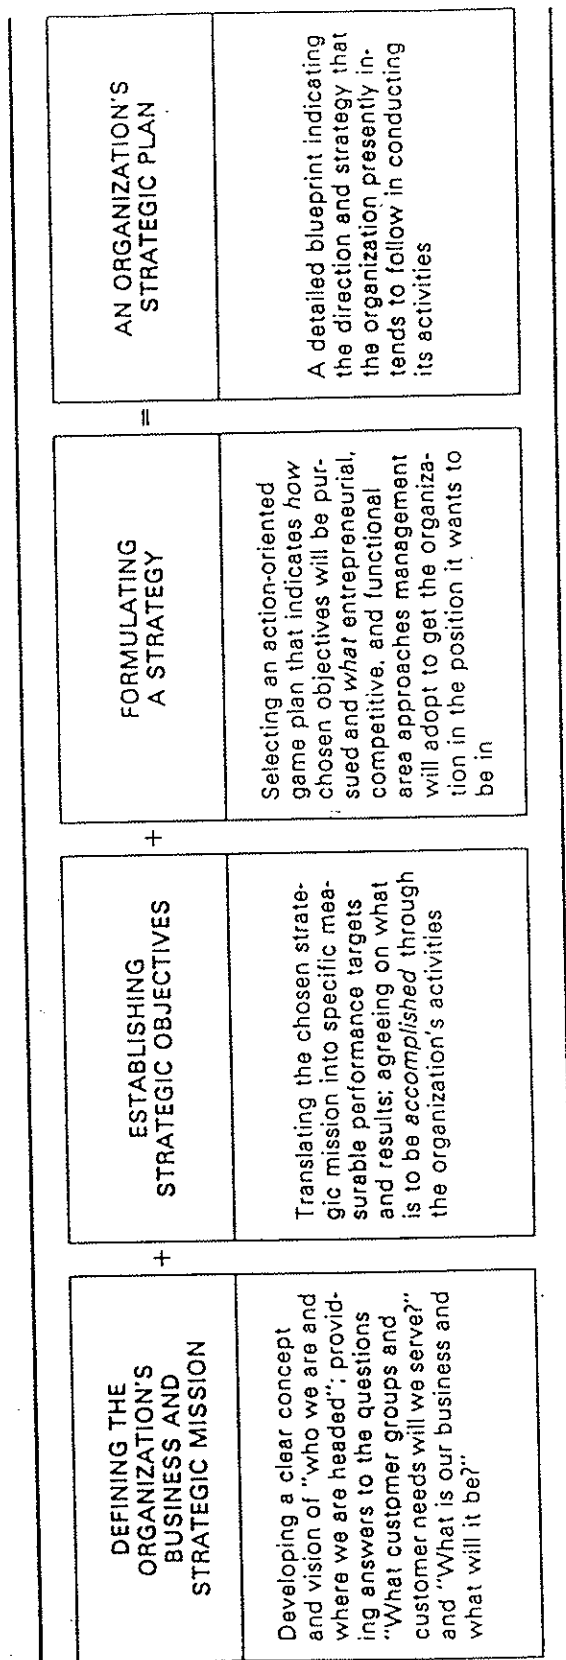 DEFINING THE
ORGANIZATION'S
BUSINESS AND
STRATEGIC MISSION
Developing a clear concept
and vision of "who we are and
where we are headed"; provid-
ing answers to the questions
"What customer groups and
customer needs will we serve?"
and "What is our business and
what will it be?"
+
ESTABLISHING
STRATEGIC OBJECTIVES
Translating the chosen strate-
gic mission into specific mea-
surable performance targets
and results; agreeing on what
is to be accomplished through
the organization's activities
+
FORMULATING
A STRATEGY
Selecting an action-oriented
game plan that indicates how
chosen objectives will be pur-
sued and what entrepreneurial,
competitive, and functional
area approaches management
will adopt to get the organiza-
tion in the position it wants to
be in
=
AN ORGANIZATION'S
STRATEGIC PLAN
A detailed blueprint indicating
the direction and strategy that
the organization presently in-
tends to follow in conducting
its activities